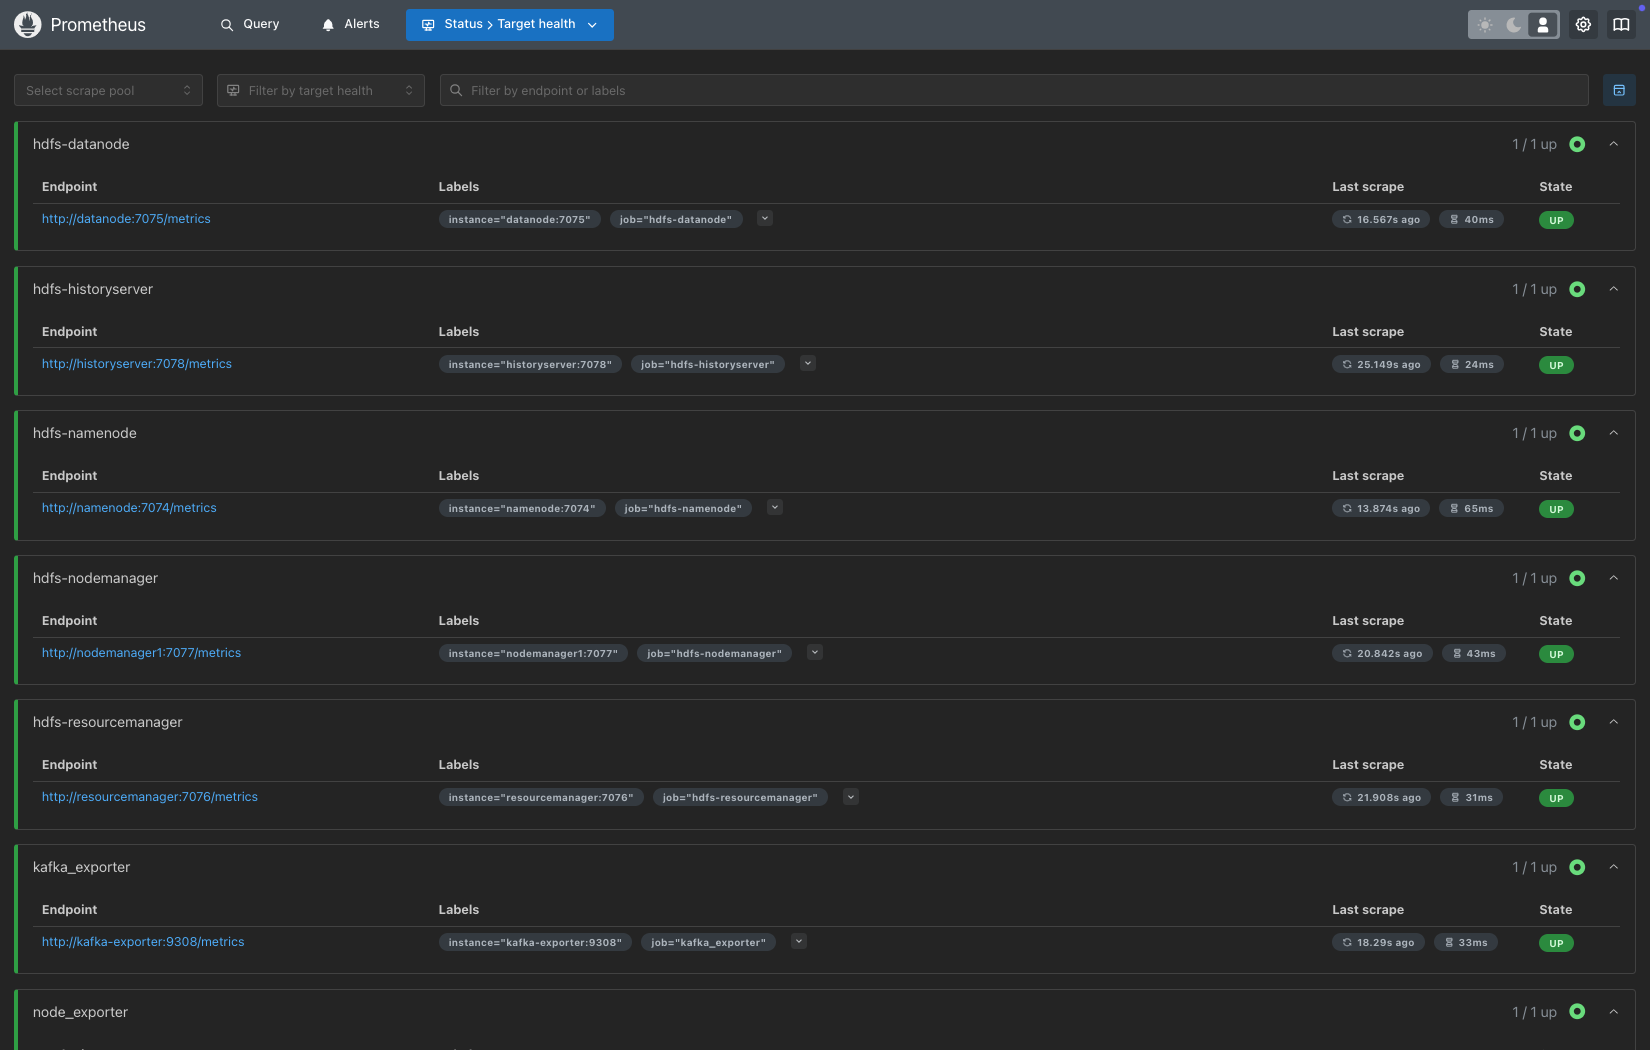 Prometheus
Query
Alerts
Status > Target health
Select scrape pool
Filter by target health
Filter by endpoint or labels
hdfs-datanode
1 / 1 up
Endpoint Labels Last scrape State
http://datanode:7075/metrics instance="datanode:7075" job="hdfs-datanode" 16.567s ago 40ms UP
hdfs-historyserver
1 / 1 up
Endpoint Labels Last scrape State
http://historyserver:7078/metrics instance="historyserver:7078" job="hdfs-historyserver" 25.149s ago 24ms UP
hdfs-namenode
1 / 1 up
Endpoint Labels Last scrape State
http://namenode:7074/metrics instance="namenode:7074" job="hdfs-namenode" 13.874s ago 65ms UP
hdfs-nodemanager
1 / 1 up
Endpoint Labels Last scrape State
http://nodemanager1:7077/metrics instance="nodemanager1:7077" job="hdfs-nodemanager" 20.842s ago 43ms UP
hdfs-resourcemanager
1 / 1 up
Endpoint Labels Last scrape State
http://resourcemanager:7076/metrics instance="resourcemanager:7076" job="hdfs-resourcemanager" 21.908s ago 31ms UP
kafka_exporter
1 / 1 up
Endpoint Labels Last scrape State
http://kafka-exporter:9308/metrics instance="kafka-exporter:9308" job="kafka_exporter" 18.29s ago 33ms UP
node_exporter
1 / 1 up